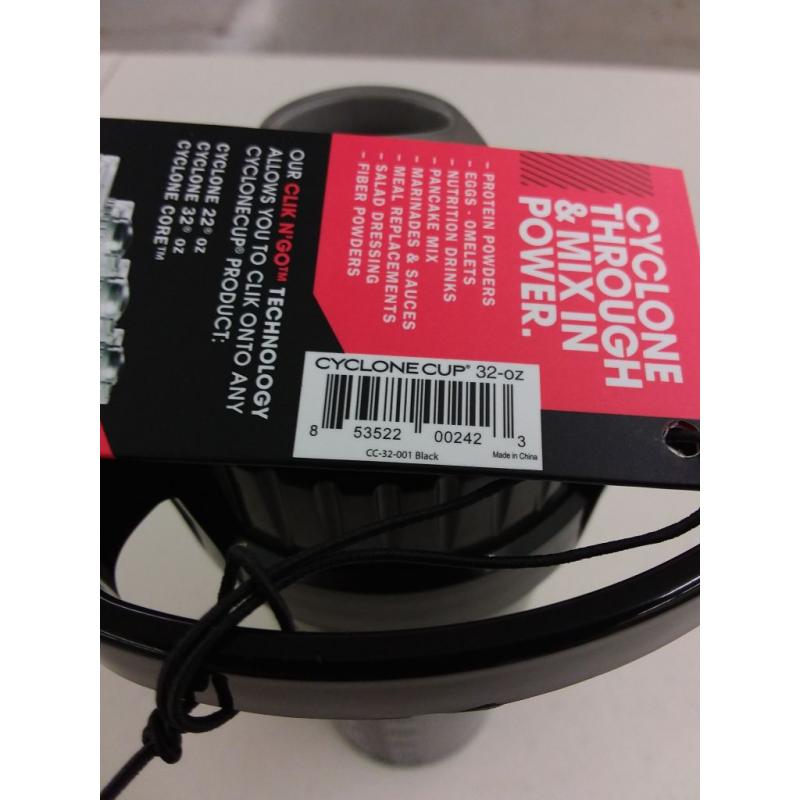 CYCLONE
THROUGH
& MIX IN
POWER.
- PROTEIN POWDERS
- EGGS - OMELETS
- NUTRITION DRINKS
- PANCAKE MIX
- MARINADES & SAUCES
- MEAL REPLACEMENTS
- SALAD DRESSING
- FIBER POWDERS
OUR CLIK N'GO™ TECHNOLOGY
ALLOWS YOU TO CLIK ONTO ANY
CYCLONECUP® PRODUCT:
CYCLONE 22® OZ
CYCLONE 32® OZ
CYCLONE CORE™
CYCLONE CUP® 32-oz
8 53522 00242 3
CC-32-001 Black Made in China